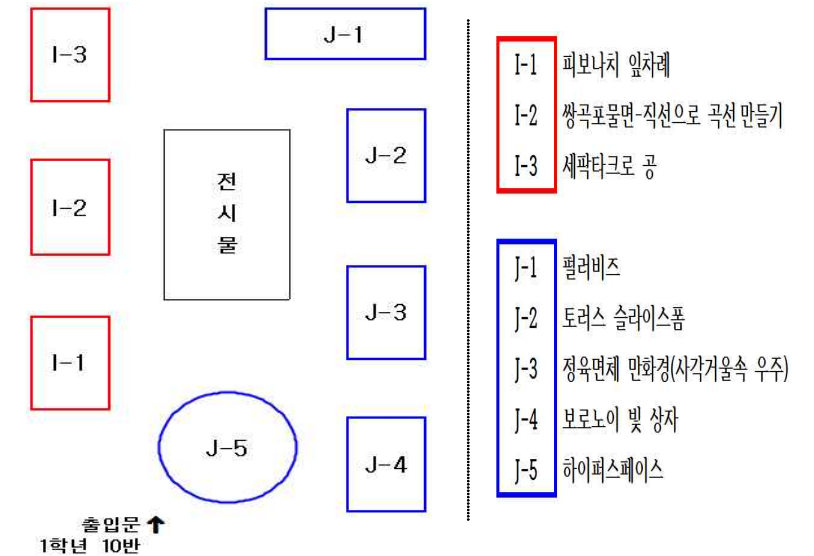 I-3
J-1
J-2
전
시
물
I-2
J-3
I-1
J-5
J-4
출입문 ↑
1학년 10반
I-1 피보나치 잎차례
I-2 쌍곡포물면-직선으로 곡선 만들기
I-3 세팍타크로 공
J-1 펄러비즈
J-2 토러스 슬라이스폼
J-3 정육면체 만화경(사각거울속 우주)
J-4 보로노이 빛 상자
J-5 하이퍼스페이스